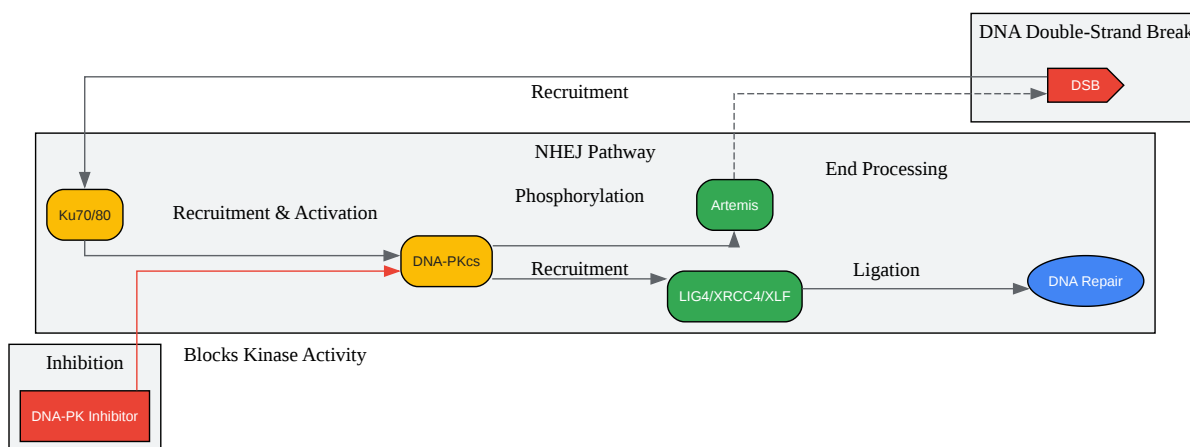 DNA Double-Strand Break
DSB
Recruitment
NHEJ Pathway
End Processing
Phosphorylation
Artemis
Ku70/80
Recruitment & Activation
DNA-PKcs
Recruitment
Ligation
LIG4/XRCC4/XLF
DNA Repair
Blocks Kinase Activity
Inhibition
DNA-PK Inhibitor